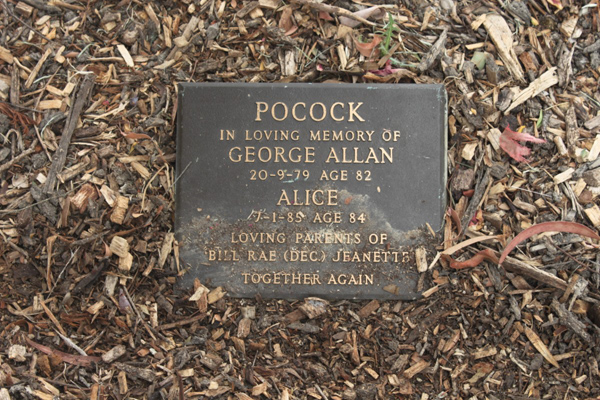 POCOCK
IN LOVING MEMORY OF
GEORGE ALLAN
20-9-79 AGE 82
ALICE
-1-85 AGE 84
LOVING PARENTS OF
BILL RAE (DEC.) JEANETTE
TOGETHER AGAIN